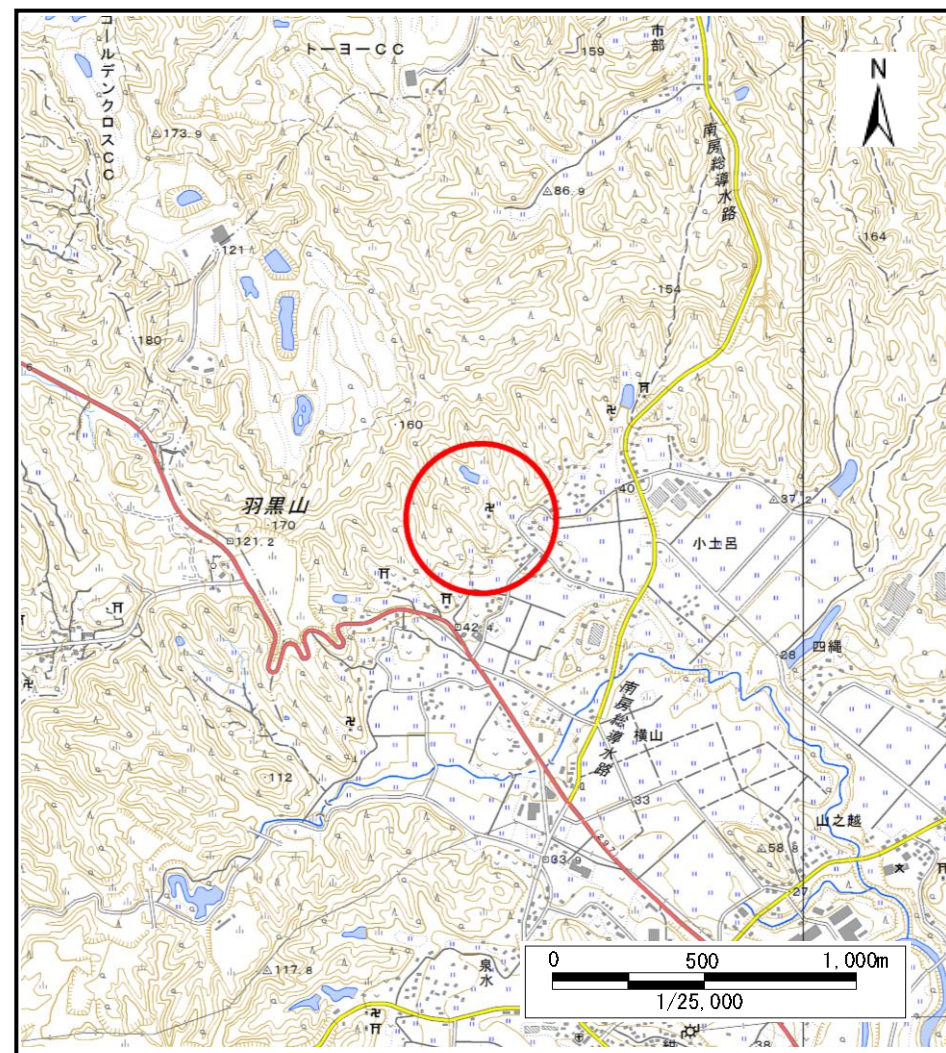 ゴールデンクロスCC
トーヨーCC
市部
159
N
173.9
86.9
南房総導水路
164
121
154
180
160
羽黒山
170
121.2
40
37.2
小土呂
42.4
28
四縄
南房総導水路
横山
112
33
山之越
58.8
33.9
297
27
117.8
泉水
38
0 500 1,000m
1/25,000